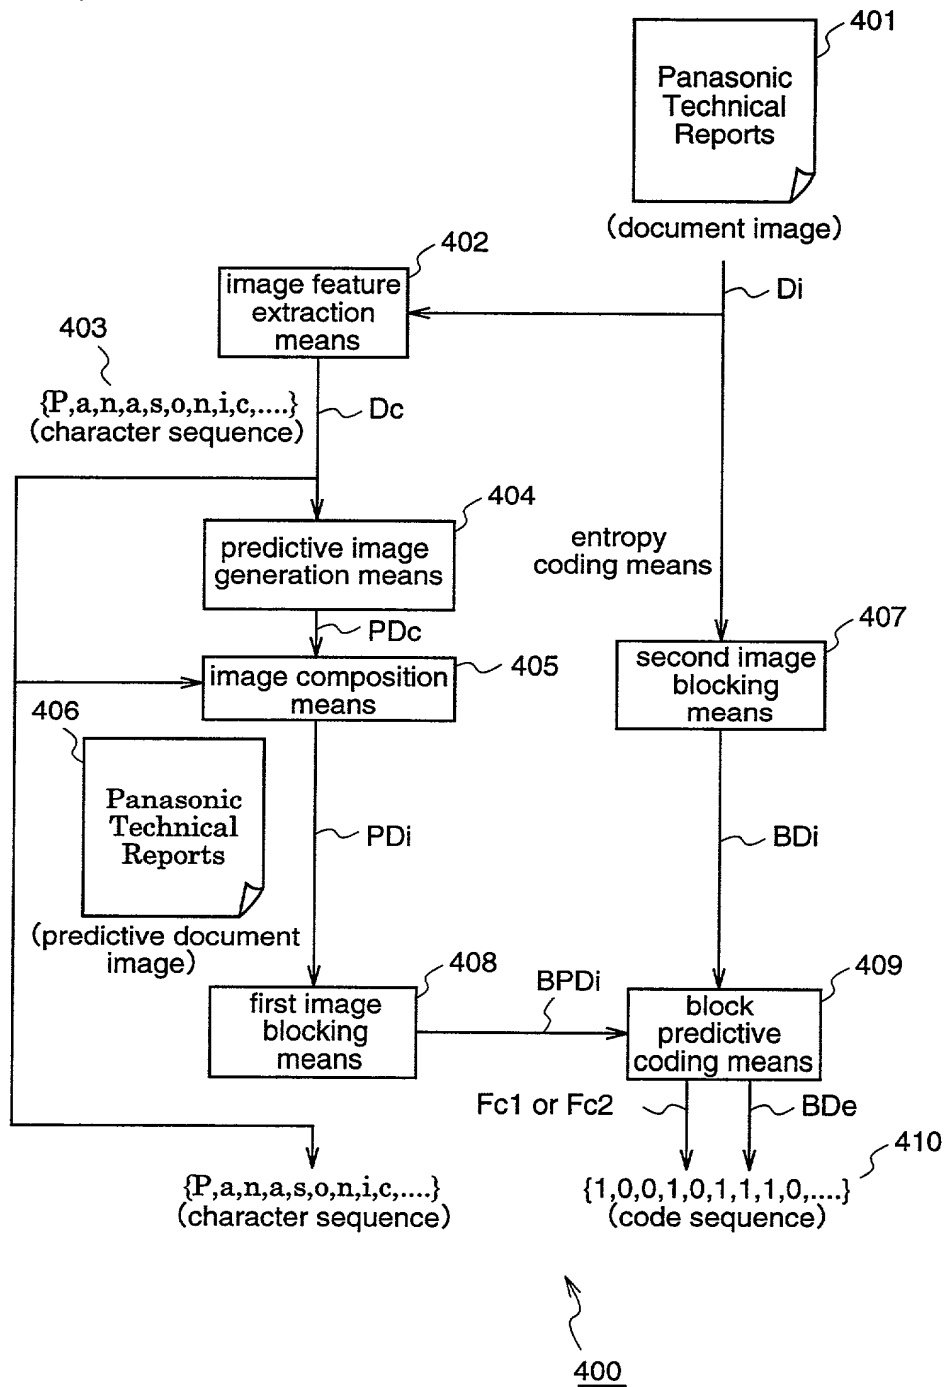 401
Panasonic
Technical
Reports
(document image)
402
image feature
extraction
means
Di
403
{P,a,n,a,s,o,n,i,c,....}
(character sequence)
Dc
404
predictive image
generation means
entropy
coding means
PDc
407
405
image composition
means
second image
blocking
means
406
Panasonic
Technical
Reports
PDi
BDi
(predictive document
image)
408
409
first image
blocking
means
BPDi
block
predictive
coding means
Fc1 or Fc2
BDe
410
{P,a,n,a,s,o,n,i,c,....}
(character sequence)
{1,0,0,1,0,1,1,1,0,....}
(code sequence)
400